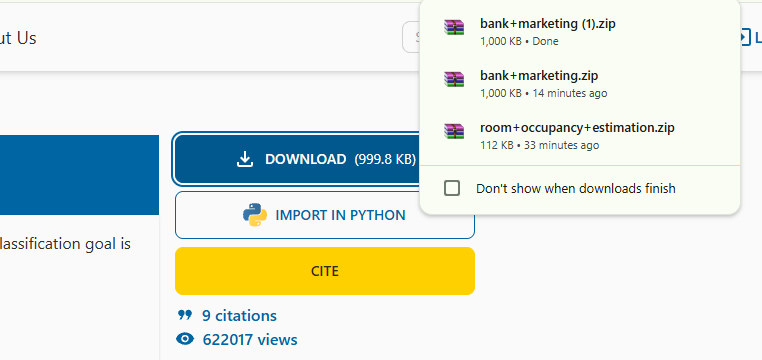 ut Us
bank+marketing (1).zip
1,000 KB • Done
bank+marketing.zip
1,000 KB • 14 minutes ago
room+occupancy+estimation.zip
112 KB • 33 minutes ago
Don't show when downloads finish
DOWNLOAD (999.8 KB)
IMPORT IN PYTHON
CITE
9 citations
622017 views
lassification goal is